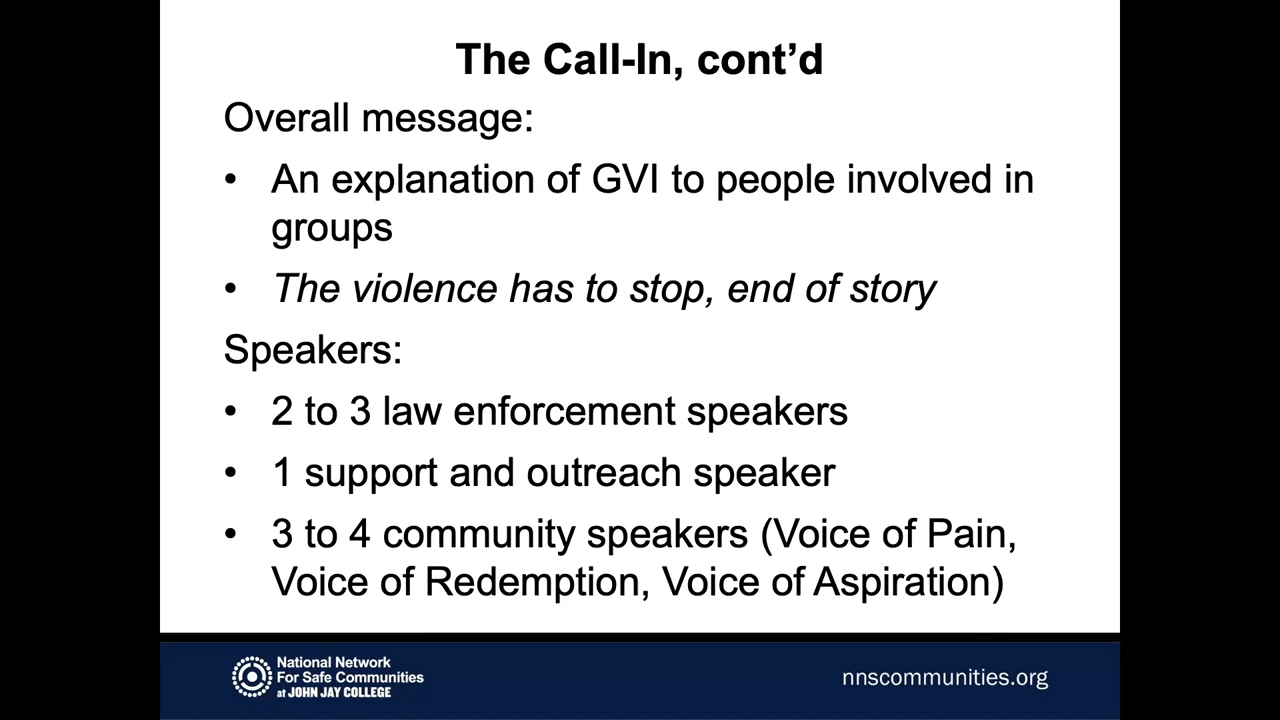 The Call-In, cont’d
Overall message:
• An explanation of GVI to people involved in
groups
• The violence has to stop, end of story
Speakers:
• 2 to 3 law enforcement speakers
• 1 support and outreach speaker
• 3 to 4 community speakers (Voice of Pain,
Voice of Redemption, Voice of Aspiration)
National Network
For Safe Communities
at JOHN JAY COLLEGE
nnscommunities.org